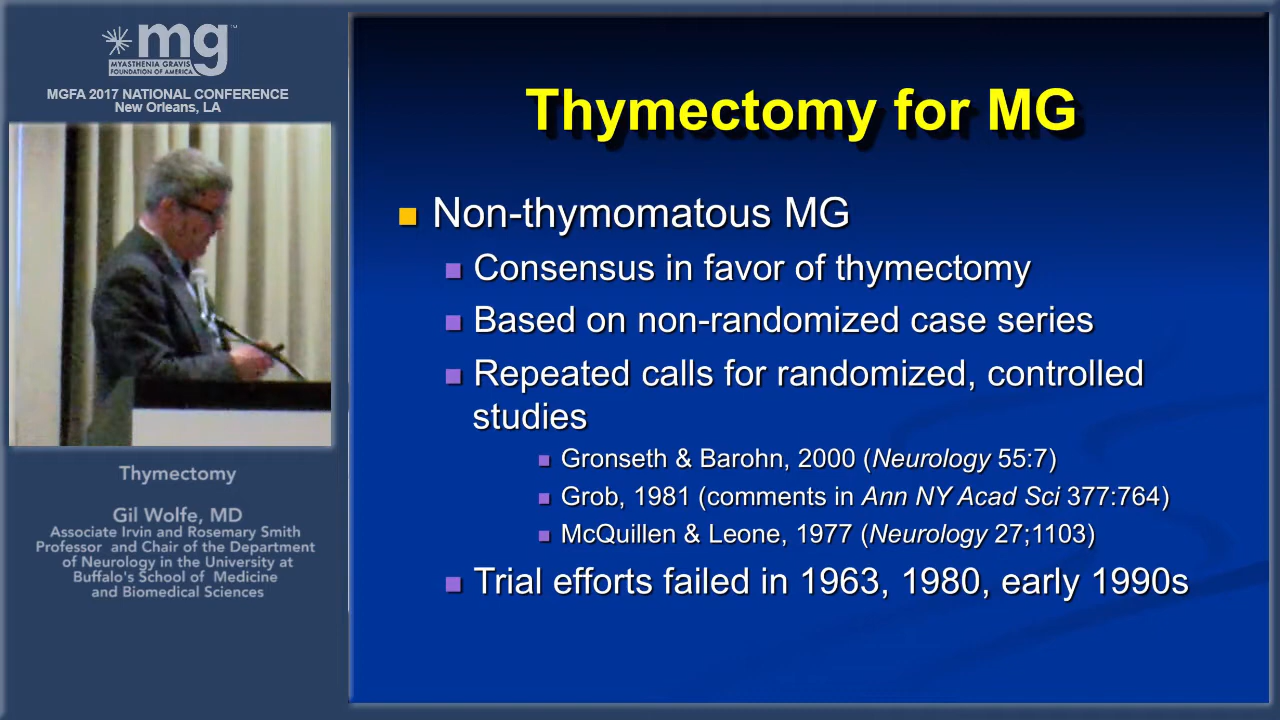 mg
MYASTHENIA GRAVIS
FOUNDATION OF AMERICA
MGFA 2017 NATIONAL CONFERENCE
New Orleans, LA
Thymectomy
Gil Wolfe, MD
Associate Irvin and Rosemary Smith
Professor and Chair of the Department
of Neurology in the University at
Buffalo's School of Medicine
and Biomedical Sciences
Thymectomy for MG
Non-thymomatous MG
Consensus in favor of thymectomy
Based on non-randomized case series
Repeated calls for randomized, controlled
studies
Gronseth & Barohn, 2000 (Neurology 55:7)
Grob, 1981 (comments in Ann NY Acad Sci 377:764)
McQuillen & Leone, 1977 (Neurology 27;1103)
Trial efforts failed in 1963, 1980, early 1990s